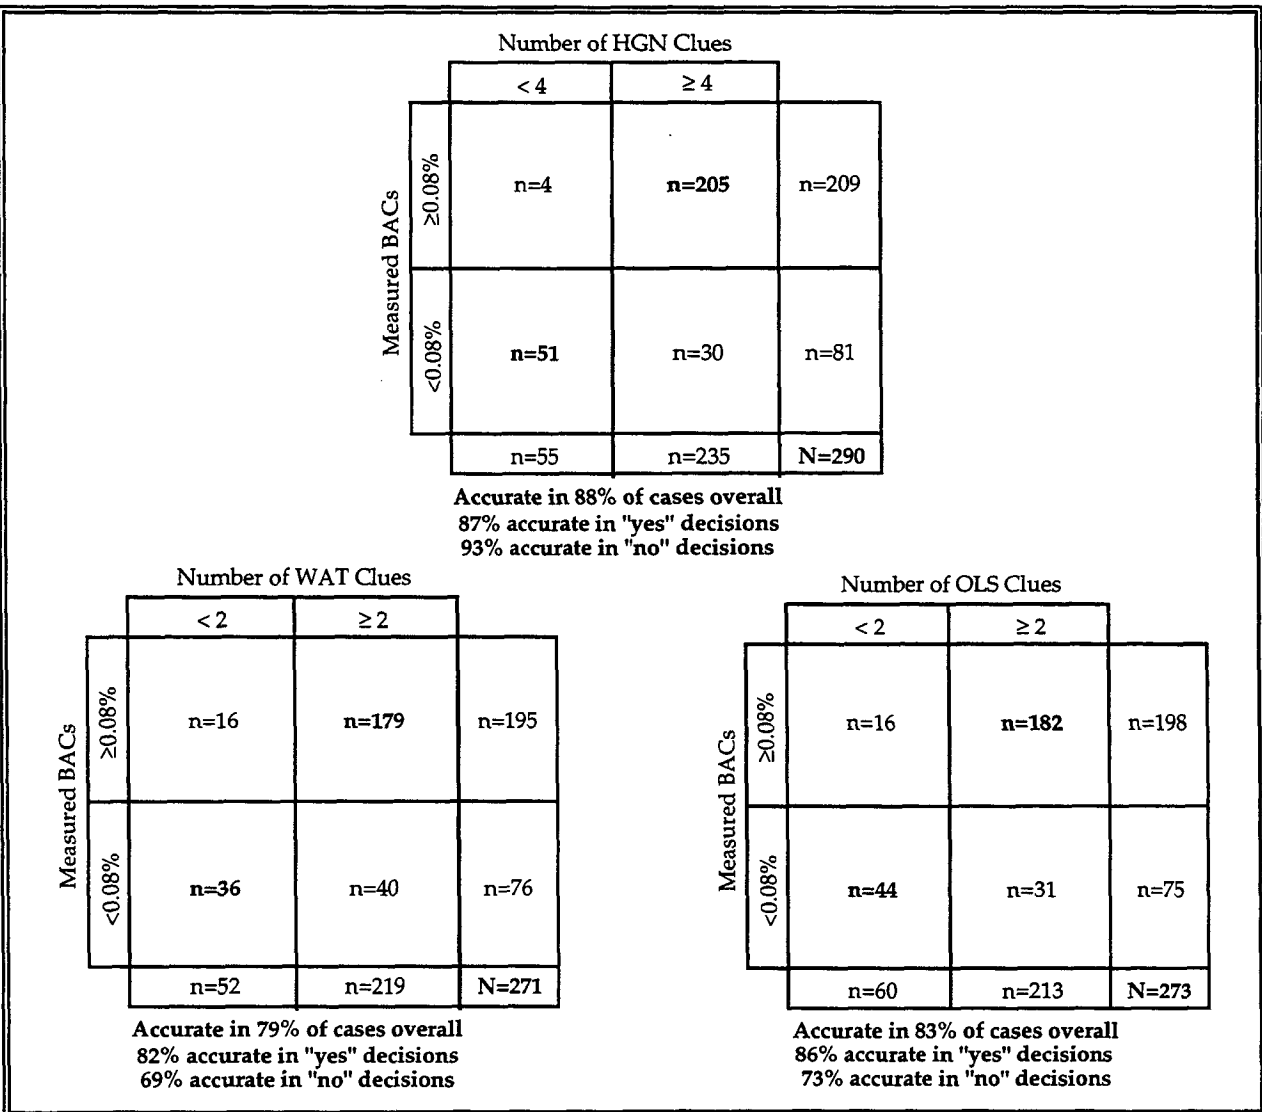 Number of HGN Clues
< 4 ≥ 4
Measured BACs
≥0.08% n=4 n=205 n=209
<0.08% n=51 n=30 n=81
n=55 n=235 N=290
Accurate in 88% of cases overall
87% accurate in "yes" decisions
93% accurate in "no" decisions
Number of WAT Clues
< 2 ≥ 2
Measured BACs
≥0.08% n=16 n=179 n=195
<0.08% n=36 n=40 n=76
n=52 n=219 N=271
Accurate in 79% of cases overall
82% accurate in "yes" decisions
69% accurate in "no" decisions
Number of OLS Clues
< 2 ≥ 2
Measured BACs
≥0.08% n=16 n=182 n=198
<0.08% n=44 n=31 n=75
n=60 n=213 N=273
Accurate in 83% of cases overall
86% accurate in "yes" decisions
73% accurate in "no" decisions